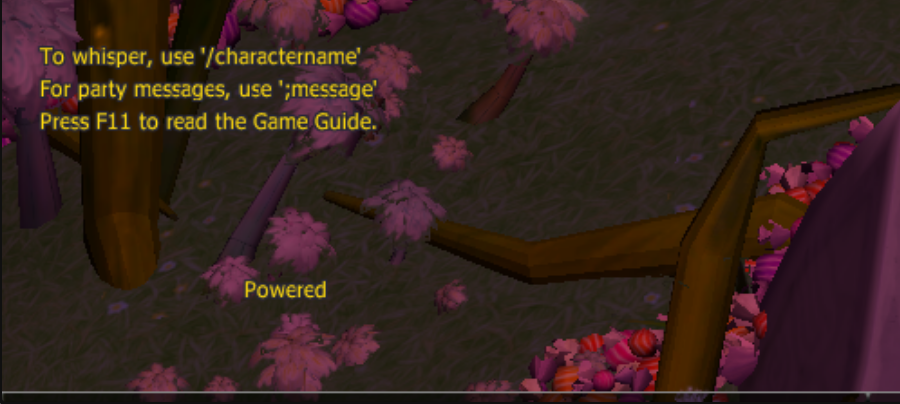 To whisper, use '/charactername'
For party messages, use ';message'
Press F11 to read the Game Guide.
Powered